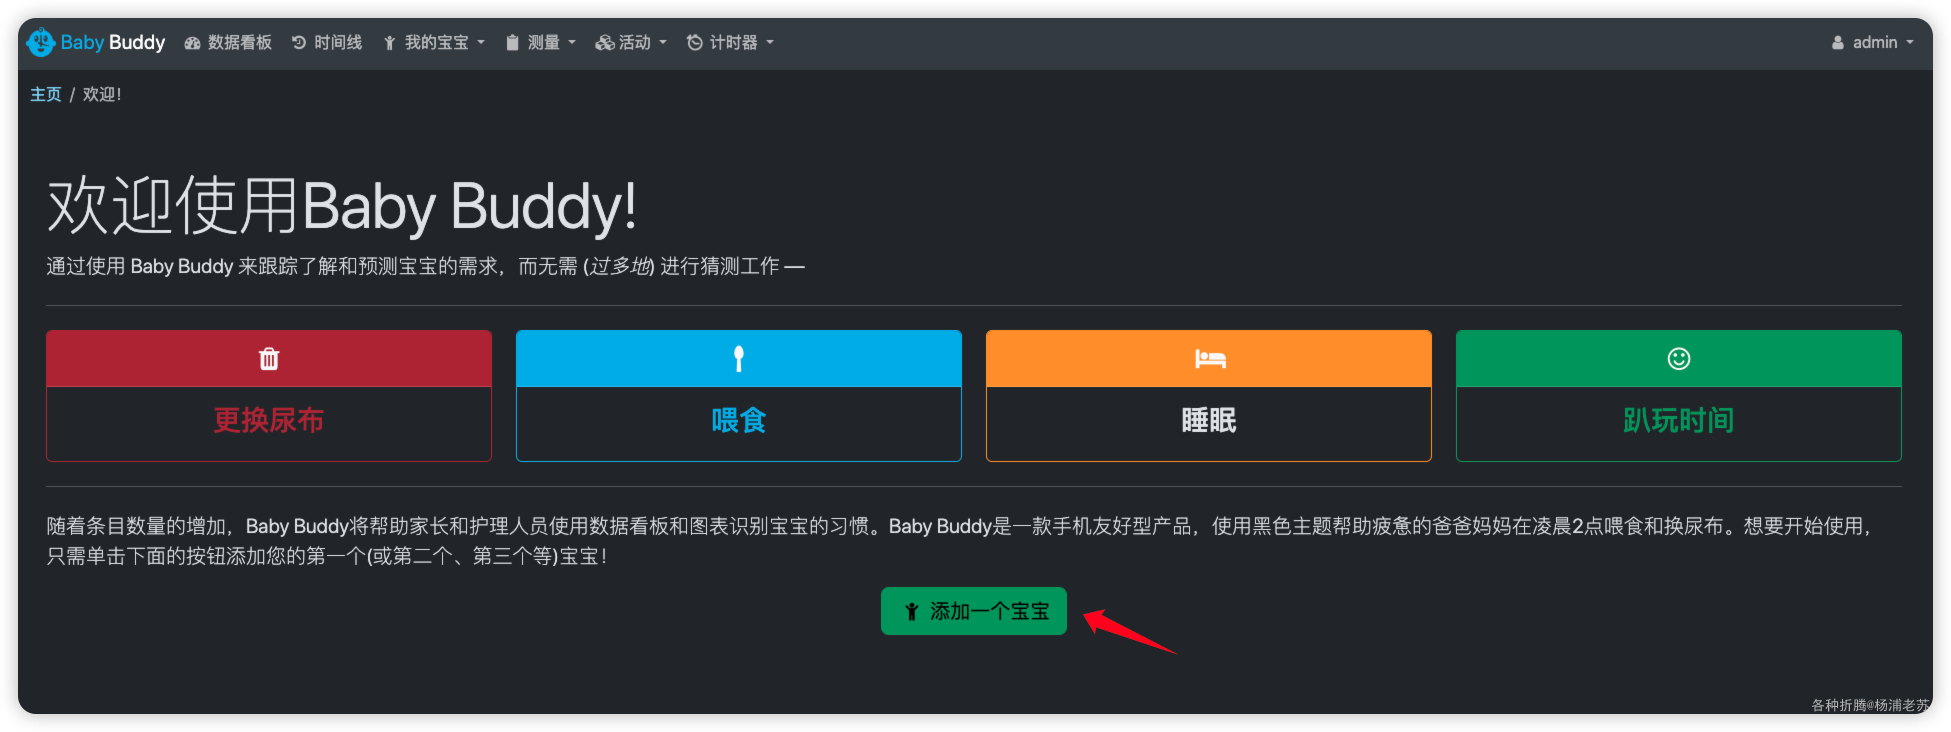 Baby Buddy 数据看板 时间线 我的宝宝 测量 活动 计时器 admin
主页 / 欢迎！
欢迎使用Baby Buddy!
通过使用 Baby Buddy 来跟踪了解和预测宝宝的需求，而无需 (过多地) 进行猜测工作 —
更换尿布 喂食 睡眠 趴玩时间
随着条目数量的增加，Baby Buddy将帮助家长和护理人员使用数据看板和图表识别宝宝的习惯。Baby Buddy是一款手机友好型产品，使用黑色主题帮助疲惫的爸爸妈妈在凌晨2点喂食和换尿布。想要开始使用，
只需单击下面的按钮添加您的第一个(或第二个、第三个等)宝宝！
添加一个宝宝
各种折腾@杨浦老苏